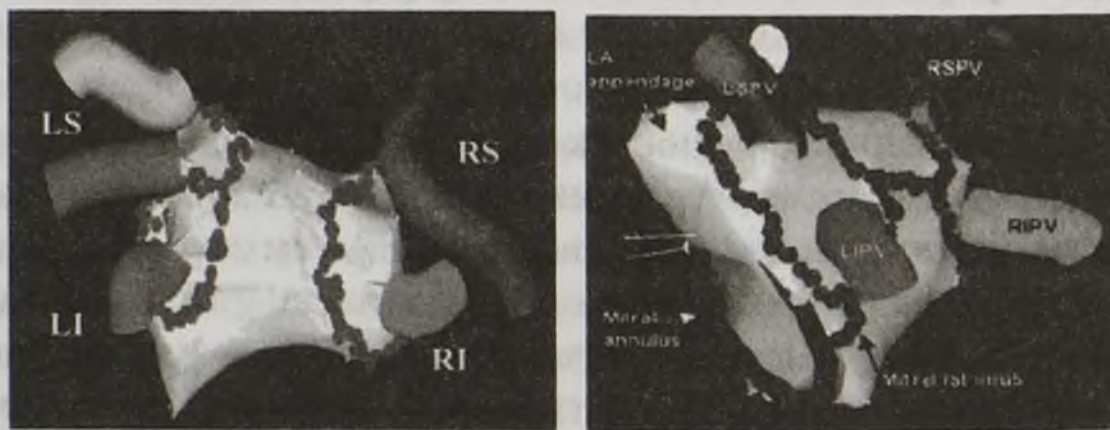 LS
RS
LI
RI
LA
appendage
LSPV
RSPV
RIPV
LIPV
Mitral
annulus
Mitral isthmus